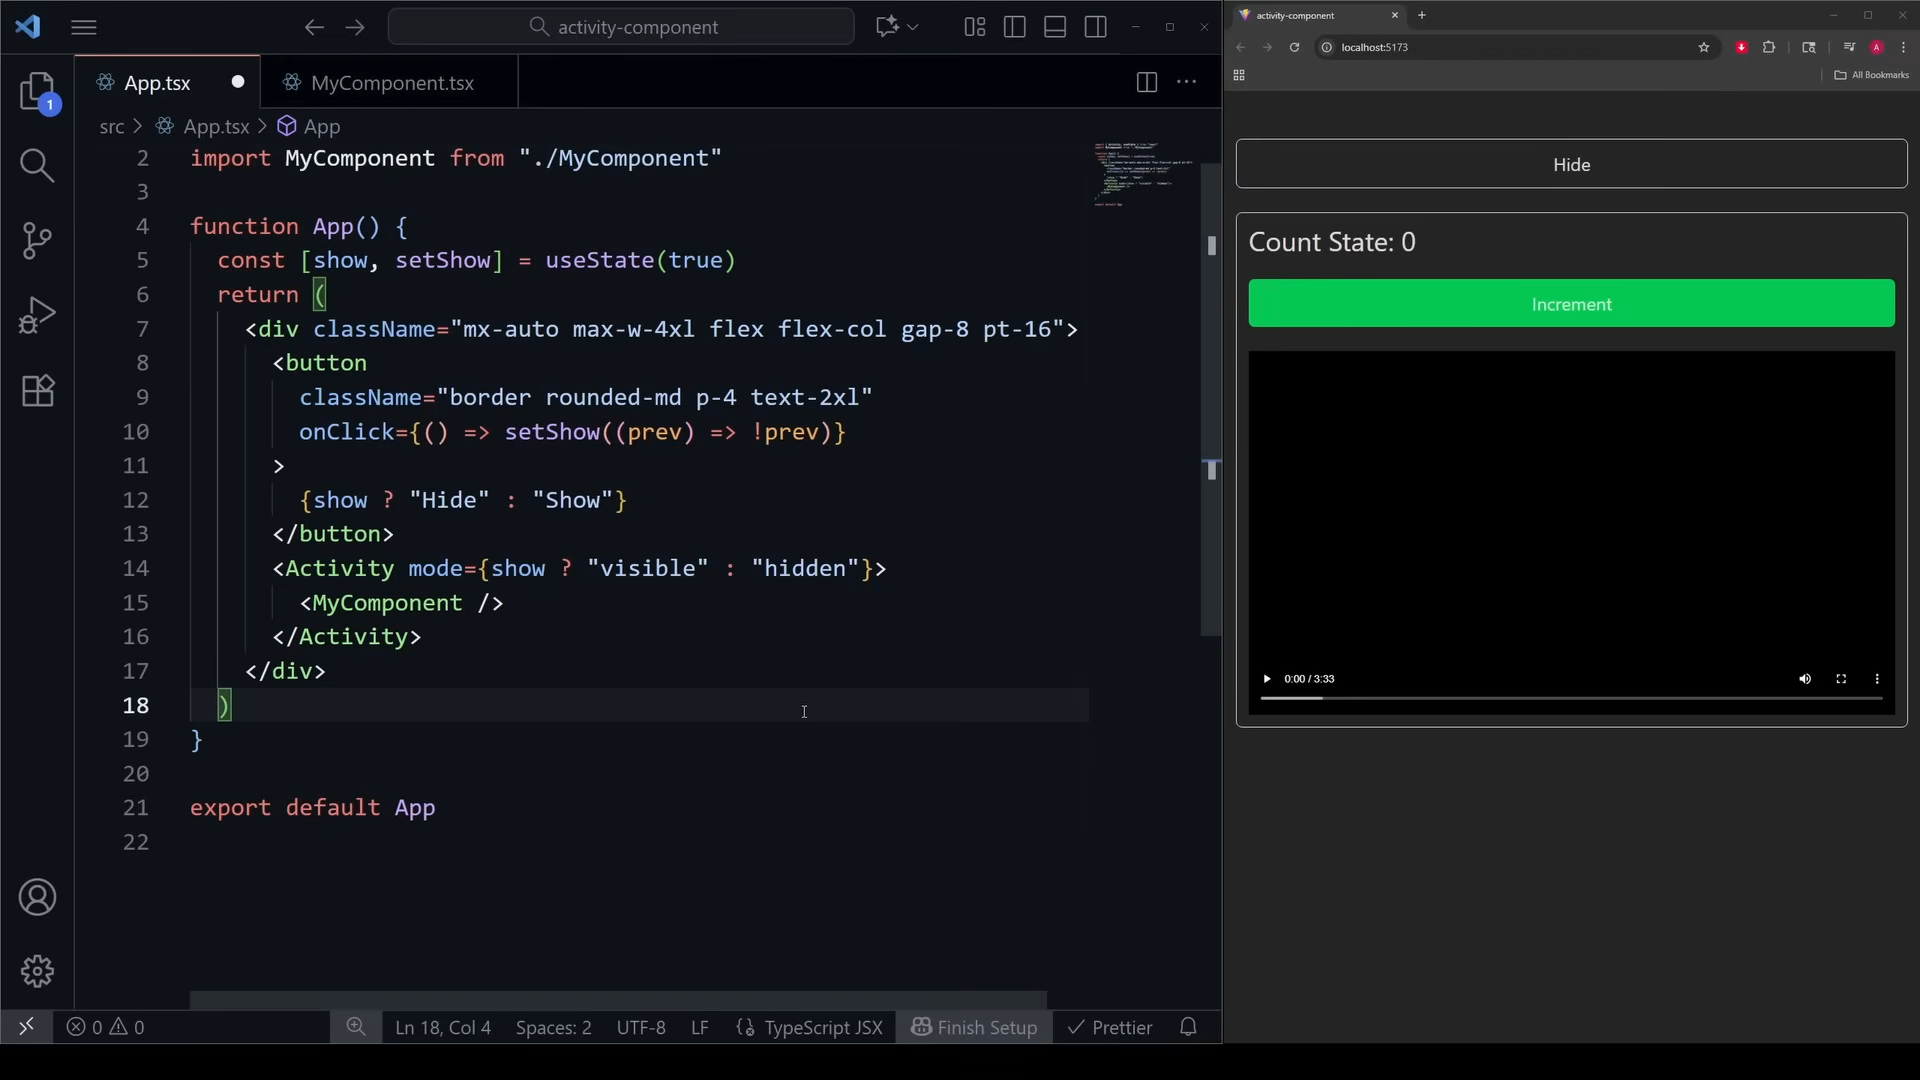 activity-component
App.tsx
MyComponent.tsx
src > App.tsx > App
1
2 import MyComponent from "./MyComponent"
3
4 function App() {
5 const [show, setShow] = useState(true)
6 return (
7 <div className="mx-auto max-w-4xl flex flex-col gap-8 pt-16">
8 <button
9 className="border rounded-md p-4 text-2xl"
10 onClick={() => setShow((prev) => !prev)}
11 >
12 {show ? "Hide" : "Show"}
13 </button>
14 <Activity mode={show ? "visible" : "hidden"}>
15 <MyComponent />
16 </Activity>
17 </div>
18 )
19 }
20
21 export default App
22
0 0
Ln 18, Col 4
Spaces: 2
UTF-8
LF
TypeScript JSX
Finish Setup
Prettier
activity-component
localhost:5173
A
All Bookmarks
Hide
Count State: 0
Increment
0:00 / 3:33